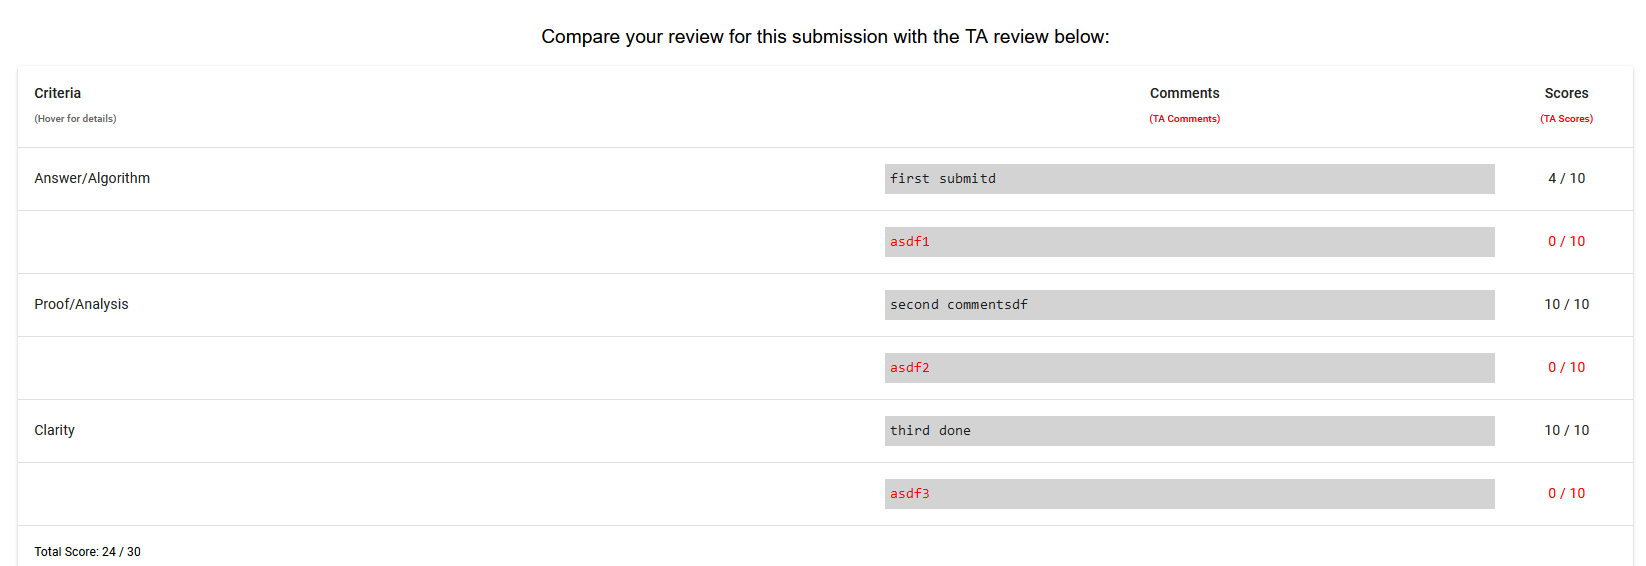 Compare your review for this submission with the TA review below:
Criteria Comments Scores
(Hover for details) (TA Comments) (TA Scores)
Answer/Algorithm first submitd 4 / 10
asdf1 0 / 10
Proof/Analysis second commentsdf 10 / 10
asdf2 0 / 10
Clarity third done 10 / 10
asdf3 0 / 10
Total Score: 24 / 30